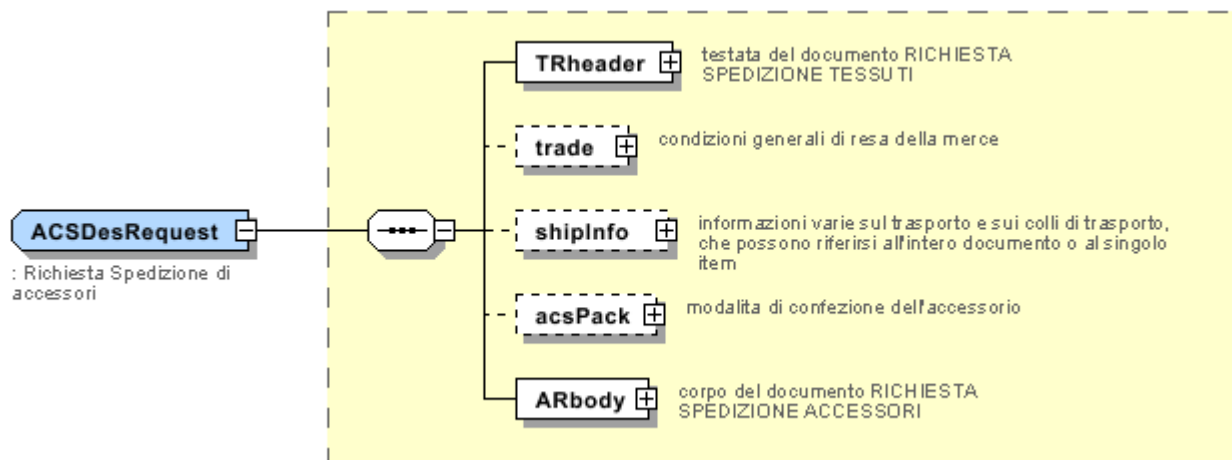 TRheader
testata del documento RICHIESTA
SPEDIZIONE TESSUTI
trade
condizioni generali di resa della merce
ACSDesRequest
: Richiesta Spedizione di
accessori
shipInfo
informazioni varie sul trasporto e sui colli di trasporto,
che possono riferirsi all'intero documento o al singolo
item
acsPack
modalita di confezione dell'accessorio
ARbody
corpo del documento RICHIESTA
SPEDIZIONE ACCESSORI